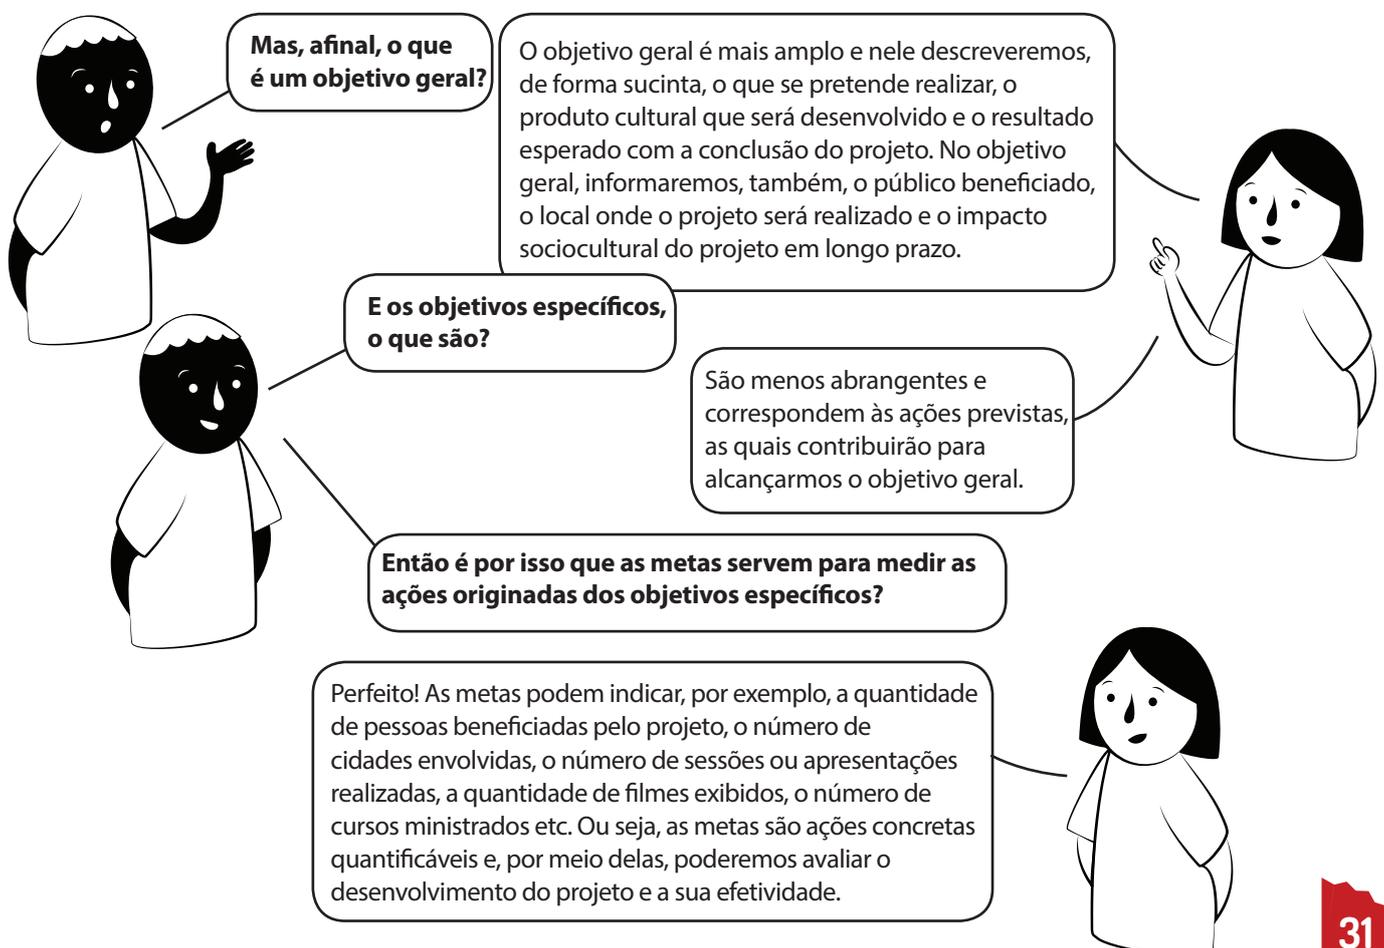 Mas, afinal, o que
é um objetivo geral?
O objetivo geral é mais amplo e nele descreveremos,
de forma sucinta, o que se pretende realizar, o
produto cultural que será desenvolvido e o resultado
esperado com a conclusão do projeto. No objetivo
geral, informaremos, também, o público beneficiado,
o local onde o projeto será realizado e o impacto
sociocultural do projeto em longo prazo.
E os objetivos específicos,
o que são?
São menos abrangentes e
correspondem às ações previstas,
as quais contribuirão para
alcançarmos o objetivo geral.
Então é por isso que as metas servem para medir as
ações originadas dos objetivos específicos?
Perfeito! As metas podem indicar, por exemplo, a quantidade
de pessoas beneficiadas pelo projeto, o número de
cidades envolvidas, o número de sessões ou apresentações
realizadas, a quantidade de filmes exibidos, o número de
cursos ministrados etc. Ou seja, as metas são ações concretas
quantificáveis e, por meio delas, poderemos avaliar o
desenvolvimento do projeto e a sua efetividade.
31